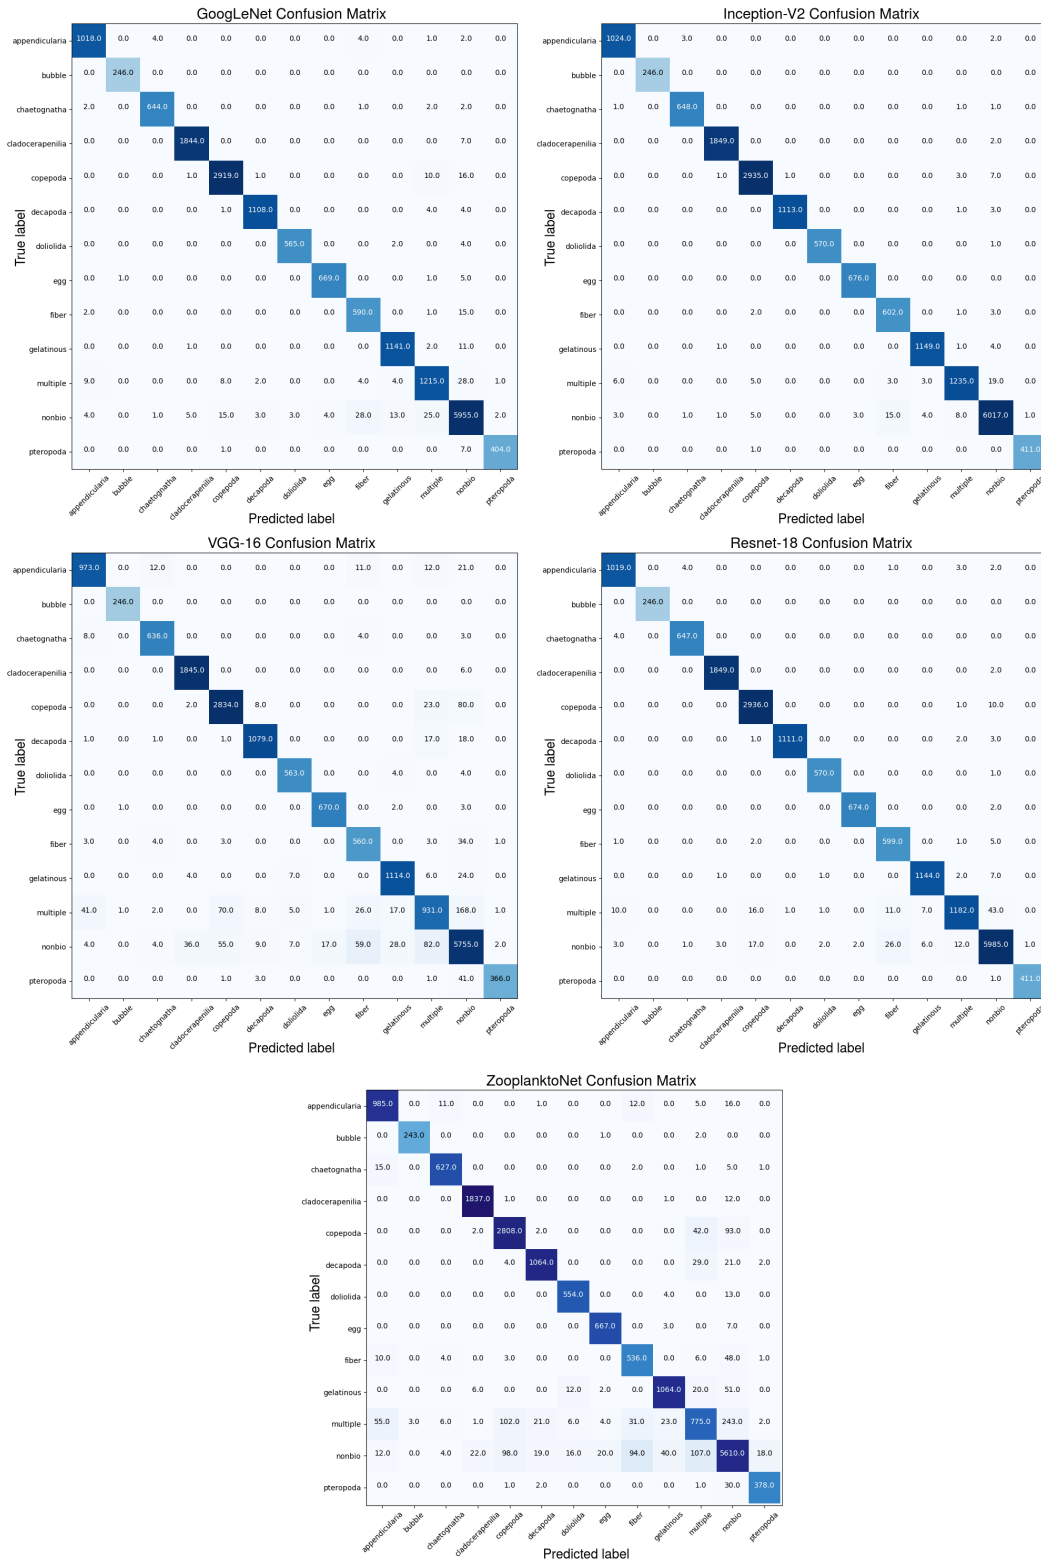 GoogLeNet Confusion Matrix
appendicularia 1018.0 0.0 4.0 0.0 0.0 0.0 0.0 0.0 4.0 0.0 1.0 2.0 0.0
bubble 0.0 246.0 0.0 0.0 0.0 0.0 0.0 0.0 0.0 0.0 0.0 0.0 0.0
chaetognatha 2.0 0.0 644.0 0.0 0.0 0.0 0.0 0.0 1.0 0.0 2.0 2.0 0.0
cladocerapenilia 0.0 0.0 0.0 1844.0 0.0 0.0 0.0 0.0 0.0 0.0 0.0 7.0 0.0
copepoda 0.0 0.0 0.0 1.0 2919.0 1.0 0.0 0.0 0.0 0.0 10.0 16.0 0.0
decapoda 0.0 0.0 0.0 0.0 1.0 1108.0 0.0 0.0 0.0 0.0 4.0 4.0 0.0
doliolida 0.0 0.0 0.0 0.0 0.0 0.0 565.0 0.0 0.0 2.0 0.0 4.0 0.0
egg 0.0 1.0 0.0 0.0 0.0 0.0 0.0 669.0 0.0 0.0 1.0 5.0 0.0
fiber 2.0 0.0 0.0 0.0 0.0 0.0 0.0 0.0 590.0 0.0 1.0 15.0 0.0
gelatinous 0.0 0.0 0.0 1.0 0.0 0.0 0.0 0.0 0.0 1141.0 2.0 11.0 0.0
multiple 9.0 0.0 0.0 0.0 8.0 2.0 0.0 0.0 4.0 4.0 1215.0 28.0 1.0
nonbio 4.0 0.0 1.0 5.0 15.0 3.0 3.0 4.0 28.0 13.0 25.0 5955.0 2.0
pteropoda 0.0 0.0 0.0 0.0 1.0 0.0 0.0 0.0 0.0 0.0 0.0 7.0 404.0
True label
appendicularia bubble chaetognatha cladocerapenilia copepoda decapoda doliolida egg fiber gelatinous multiple nonbio pteropoda
Predicted label
Inception-V2 Confusion Matrix
appendicularia 1024.0 0.0 3.0 0.0 0.0 0.0 0.0 0.0 0.0 0.0 0.0 2.0 0.0
bubble 0.0 246.0 0.0 0.0 0.0 0.0 0.0 0.0 0.0 0.0 0.0 0.0 0.0
chaetognatha 1.0 0.0 648.0 0.0 0.0 0.0 0.0 0.0 0.0 0.0 1.0 1.0 0.0
cladocerapenilia 0.0 0.0 0.0 1849.0 0.0 0.0 0.0 0.0 0.0 0.0 0.0 2.0 0.0
copepoda 0.0 0.0 0.0 1.0 2935.0 1.0 0.0 0.0 0.0 0.0 3.0 7.0 0.0
decapoda 0.0 0.0 0.0 0.0 0.0 1113.0 0.0 0.0 0.0 0.0 1.0 3.0 0.0
doliolida 0.0 0.0 0.0 0.0 0.0 0.0 570.0 0.0 0.0 0.0 0.0 1.0 0.0
egg 0.0 0.0 0.0 0.0 0.0 0.0 0.0 676.0 0.0 0.0 0.0 0.0 0.0
fiber 0.0 0.0 0.0 0.0 2.0 0.0 0.0 0.0 602.0 0.0 1.0 3.0 0.0
gelatinous 0.0 0.0 0.0 1.0 0.0 0.0 0.0 0.0 0.0 1149.0 1.0 4.0 0.0
multiple 6.0 0.0 0.0 0.0 5.0 0.0 0.0 0.0 3.0 3.0 1235.0 19.0 0.0
nonbio 3.0 0.0 1.0 1.0 5.0 0.0 0.0 3.0 15.0 4.0 8.0 6017.0 1.0
pteropoda 0.0 0.0 0.0 0.0 1.0 0.0 0.0 0.0 0.0 0.0 0.0 0.0 411.0
True label
appendicularia bubble chaetognatha cladocerapenilia copepoda decapoda doliolida egg fiber gelatinous multiple nonbio pteropoda
Predicted label
VGG-16 Confusion Matrix
appendicularia 973.0 0.0 12.0 0.0 0.0 0.0 0.0 0.0 11.0 0.0 12.0 21.0 0.0
bubble 0.0 246.0 0.0 0.0 0.0 0.0 0.0 0.0 0.0 0.0 0.0 0.0 0.0
chaetognatha 8.0 0.0 636.0 0.0 0.0 0.0 0.0 0.0 4.0 0.0 0.0 3.0 0.0
cladocerapenilia 0.0 0.0 0.0 1845.0 0.0 0.0 0.0 0.0 0.0 0.0 0.0 6.0 0.0
copepoda 0.0 0.0 0.0 2.0 2834.0 8.0 0.0 0.0 0.0 0.0 23.0 80.0 0.0
decapoda 1.0 0.0 1.0 0.0 1.0 1079.0 0.0 0.0 0.0 0.0 17.0 18.0 0.0
doliolida 0.0 0.0 0.0 0.0 0.0 0.0 563.0 0.0 0.0 4.0 0.0 4.0 0.0
egg 0.0 1.0 0.0 0.0 0.0 0.0 0.0 670.0 0.0 2.0 0.0 3.0 0.0
fiber 3.0 0.0 4.0 0.0 3.0 0.0 0.0 0.0 560.0 0.0 3.0 34.0 1.0
gelatinous 0.0 0.0 0.0 4.0 0.0 0.0 7.0 0.0 0.0 1114.0 6.0 24.0 0.0
multiple 41.0 1.0 2.0 0.0 70.0 8.0 5.0 1.0 26.0 17.0 931.0 168.0 1.0
nonbio 4.0 0.0 4.0 36.0 55.0 9.0 7.0 17.0 59.0 28.0 82.0 5755.0 2.0
pteropoda 0.0 0.0 0.0 0.0 1.0 3.0 0.0 0.0 0.0 0.0 1.0 41.0 366.0
True label
appendicularia bubble chaetognatha cladocerapenilia copepoda decapoda doliolida egg fiber gelatinous multiple nonbio pteropoda
Predicted label
Resnet-18 Confusion Matrix
appendicularia 1019.0 0.0 4.0 0.0 0.0 0.0 0.0 0.0 1.0 0.0 3.0 2.0 0.0
bubble 0.0 246.0 0.0 0.0 0.0 0.0 0.0 0.0 0.0 0.0 0.0 0.0 0.0
chaetognatha 4.0 0.0 647.0 0.0 0.0 0.0 0.0 0.0 0.0 0.0 0.0 0.0 0.0
cladocerapenilia 0.0 0.0 0.0 1849.0 0.0 0.0 0.0 0.0 0.0 0.0 0.0 2.0 0.0
copepoda 0.0 0.0 0.0 0.0 2936.0 0.0 0.0 0.0 0.0 0.0 1.0 10.0 0.0
decapoda 0.0 0.0 0.0 0.0 1.0 1111.0 0.0 0.0 0.0 0.0 2.0 3.0 0.0
doliolida 0.0 0.0 0.0 0.0 0.0 0.0 570.0 0.0 0.0 0.0 0.0 1.0 0.0
egg 0.0 0.0 0.0 0.0 0.0 0.0 0.0 674.0 0.0 0.0 0.0 2.0 0.0
fiber 1.0 0.0 0.0 0.0 2.0 0.0 0.0 0.0 599.0 0.0 1.0 5.0 0.0
gelatinous 0.0 0.0 0.0 1.0 0.0 0.0 1.0 0.0 0.0 1144.0 2.0 7.0 0.0
multiple 10.0 0.0 0.0 0.0 16.0 1.0 1.0 0.0 11.0 7.0 1182.0 43.0 0.0
nonbio 3.0 0.0 1.0 3.0 17.0 0.0 2.0 2.0 26.0 6.0 12.0 5985.0 1.0
pteropoda 0.0 0.0 0.0 0.0 0.0 0.0 0.0 0.0 0.0 0.0 0.0 1.0 411.0
True label
appendicularia bubble chaetognatha cladocerapenilia copepoda decapoda doliolida egg fiber gelatinous multiple nonbio pteropoda
Predicted label
ZooplanktoNet Confusion Matrix
appendicularia 985.0 0.0 11.0 0.0 0.0 1.0 0.0 0.0 12.0 0.0 5.0 16.0 0.0
bubble 0.0 243.0 0.0 0.0 0.0 0.0 0.0 1.0 0.0 0.0 2.0 0.0 0.0
chaetognatha 15.0 0.0 627.0 0.0 0.0 0.0 0.0 0.0 2.0 0.0 1.0 5.0 1.0
cladocerapenilia 0.0 0.0 0.0 1837.0 1.0 0.0 0.0 0.0 0.0 1.0 0.0 12.0 0.0
copepoda 0.0 0.0 0.0 2.0 2808.0 2.0 0.0 0.0 0.0 0.0 42.0 93.0 0.0
decapoda 0.0 0.0 0.0 0.0 4.0 1064.0 0.0 0.0 0.0 0.0 29.0 21.0 2.0
doliolida 0.0 0.0 0.0 0.0 0.0 0.0 554.0 0.0 0.0 4.0 0.0 13.0 0.0
egg 0.0 0.0 0.0 0.0 0.0 0.0 0.0 667.0 0.0 3.0 0.0 7.0 0.0
fiber 10.0 0.0 4.0 0.0 3.0 0.0 0.0 0.0 536.0 0.0 6.0 48.0 1.0
gelatinous 0.0 0.0 0.0 6.0 0.0 0.0 12.0 2.0 0.0 1064.0 20.0 51.0 0.0
multiple 55.0 3.0 6.0 1.0 102.0 21.0 6.0 4.0 31.0 23.0 775.0 243.0 2.0
nonbio 12.0 0.0 4.0 22.0 98.0 19.0 16.0 20.0 94.0 40.0 107.0 5610.0 18.0
pteropoda 0.0 0.0 0.0 0.0 1.0 2.0 0.0 0.0 0.0 0.0 1.0 30.0 378.0
True label
appendicularia bubble chaetognatha cladocerapenilia copepoda decapoda doliolida egg fiber gelatinous multiple nonbio pteropoda
Predicted label